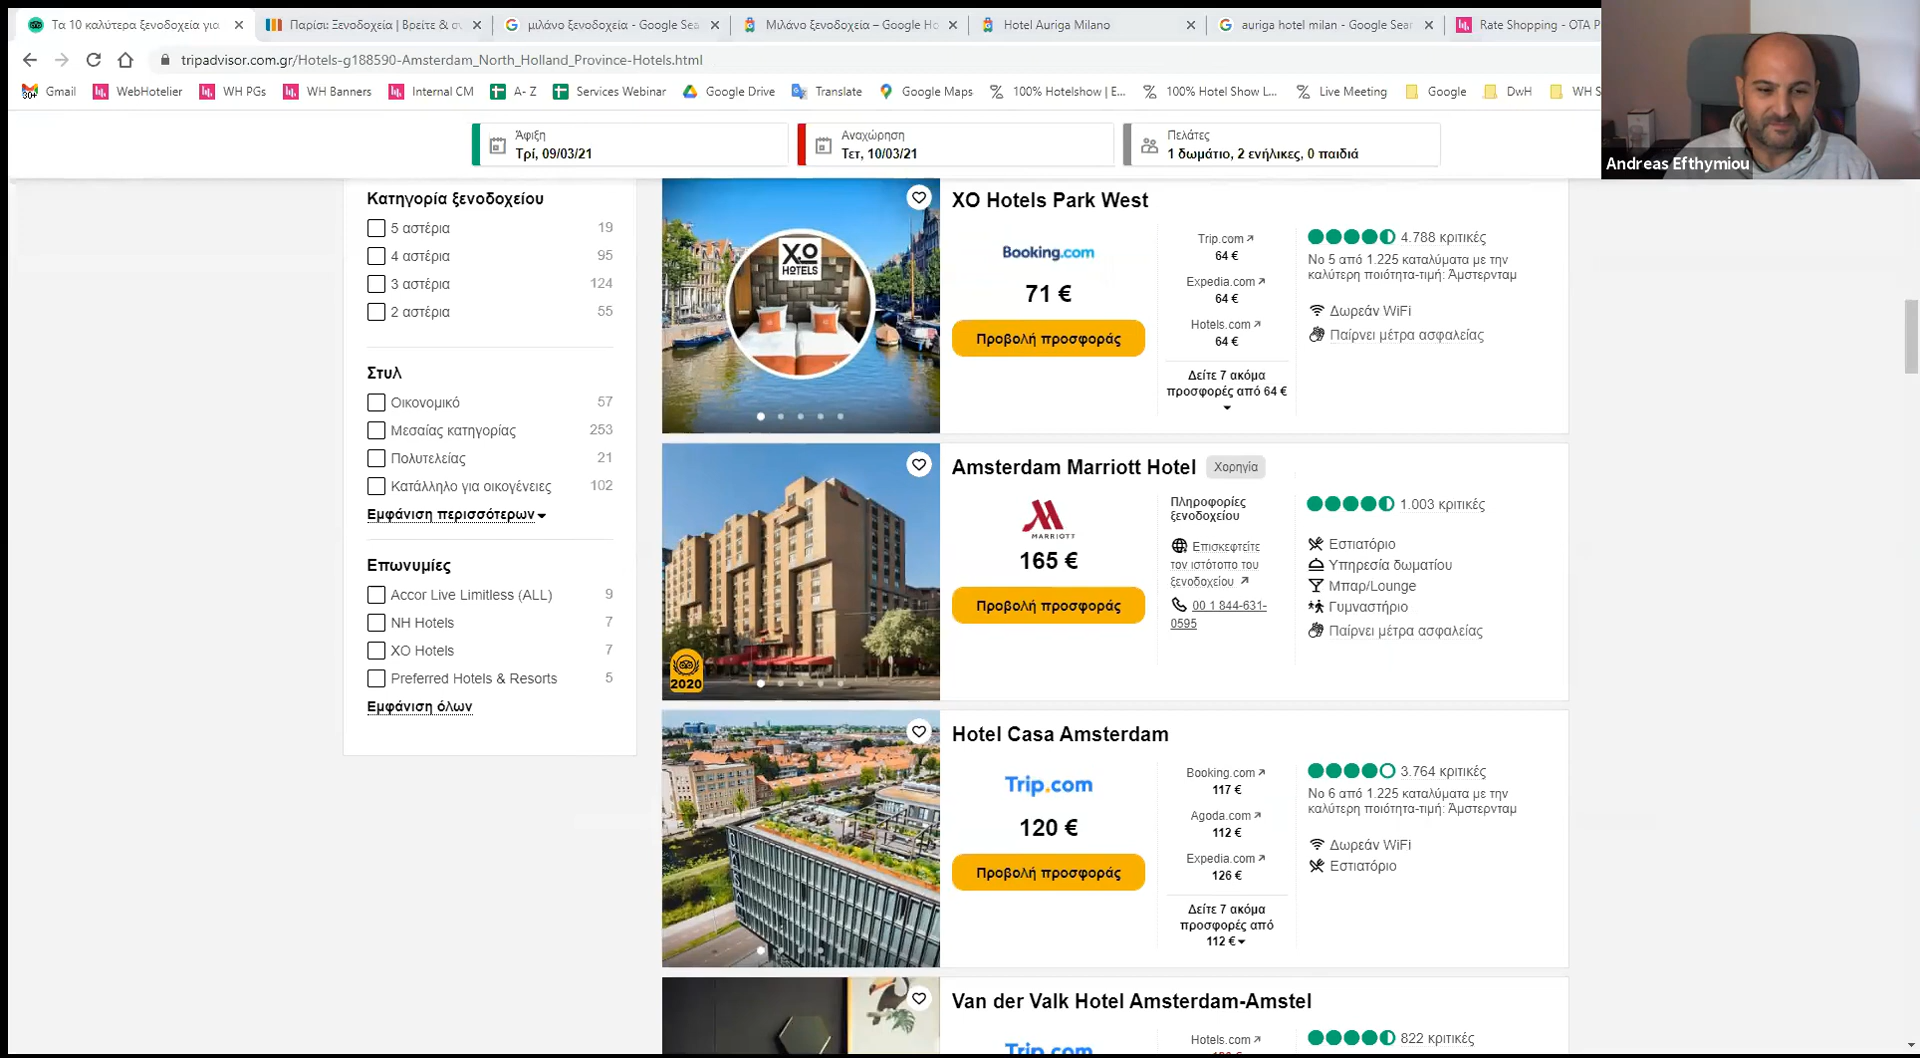 Τα 10 καλύτερα ξενοδοχεία για
Παρίσι: Ξενοδοχεία | Βρείτε & συ
μιλάνο ξενοδοχεία - Google Sea
Μιλάνο ξενοδοχεία – Google Ho
Hotel Auriga Milano
auriga hotel milan - Google Sear
Rate Shopping - OTA P
tripadvisor.com.gr/Hotels-g188590-Amsterdam_North_Holland_Province-Hotels.html
Gmail
WebHotelier
WH PGs
WH Banners
Internal CM
A- Z
Services Webinar
Google Drive
Translate
Google Maps
100% Hotelshow | E...
100% Hotel Show L...
Live Meeting
Google
DwH
WH S
Andreas Efthymiou
Άφιξη
Τρί, 09/03/21
Αναχώρηση
Τετ, 10/03/21
Πελάτες
1 δωμάτιο, 2 ενήλικες, 0 παιδιά
Κατηγορία ξενοδοχείου
5 αστέρια 19
4 αστέρια 95
3 αστέρια 124
2 αστέρια 55
Στυλ
Οικονομικό 57
Μεσαίας κατηγορίας 253
Πολυτελείας 21
Κατάλληλο για οικογένειες 102
Εμφάνιση περισσότερων
Επωνυμίες
Accor Live Limitless (ALL) 9
NH Hotels 7
XO Hotels 7
Preferred Hotels & Resorts 5
Εμφάνιση όλων
XO
HOTELS
XO Hotels Park West
Booking.com
71 €
Προβολή προσφοράς
Trip.com
64 €
Expedia.com
64 €
Hotels.com
64 €
Δείτε 7 ακόμα
προσφορές από 64 €
4.788 κριτικές
Νο 5 από 1.225 καταλύματα με την
καλύτερη ποιότητα-τιμή: Άμστερνταμ
Δωρεάν WiFi
Παίρνει μέτρα ασφαλείας
2020
Amsterdam Marriott Hotel
Χορηγία
MARRIOTT
165 €
Προβολή προσφοράς
Πληροφορίες
ξενοδοχείου
Επισκεφτείτε
τον ιστότοπο του
ξενοδοχείου
00 1 844-631-
0595
1.003 κριτικές
Εστιατόριο
Υπηρεσία δωματίου
Μπαρ/Lounge
Γυμναστήριο
Παίρνει μέτρα ασφαλείας
Hotel Casa Amsterdam
Trip.com
120 €
Προβολή προσφοράς
Booking.com
117 €
Agoda.com
112 €
Expedia.com
126 €
Δείτε 7 ακόμα
προσφορές από
112 €
3.764 κριτικές
Νο 6 από 1.225 καταλύματα με την
καλύτερη ποιότητα-τιμή: Άμστερνταμ
Δωρεάν WiFi
Εστιατόριο
Van der Valk Hotel Amsterdam-Amstel
Trip.com
Hotels.com
822 κριτικές